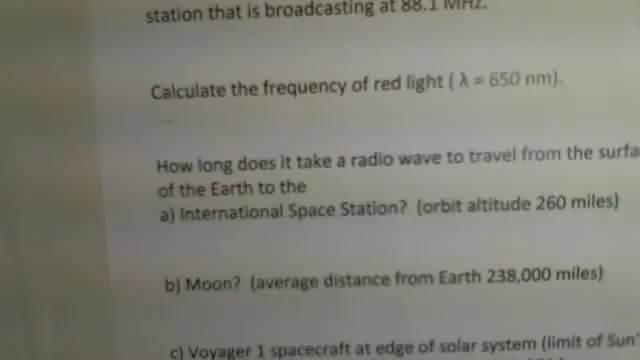 station that is broadcasting at 88.1 MHz.
Calculate the frequency of red light ( λ = 650 nm).
How long does it take a radio wave to travel from the surfa
of the Earth to the
a) International Space Station? (orbit altitude 260 miles)
b) Moon? (average distance from Earth 238,000 miles)
c) Voyager 1 spacecraft at edge of solar system (limit of Sun'